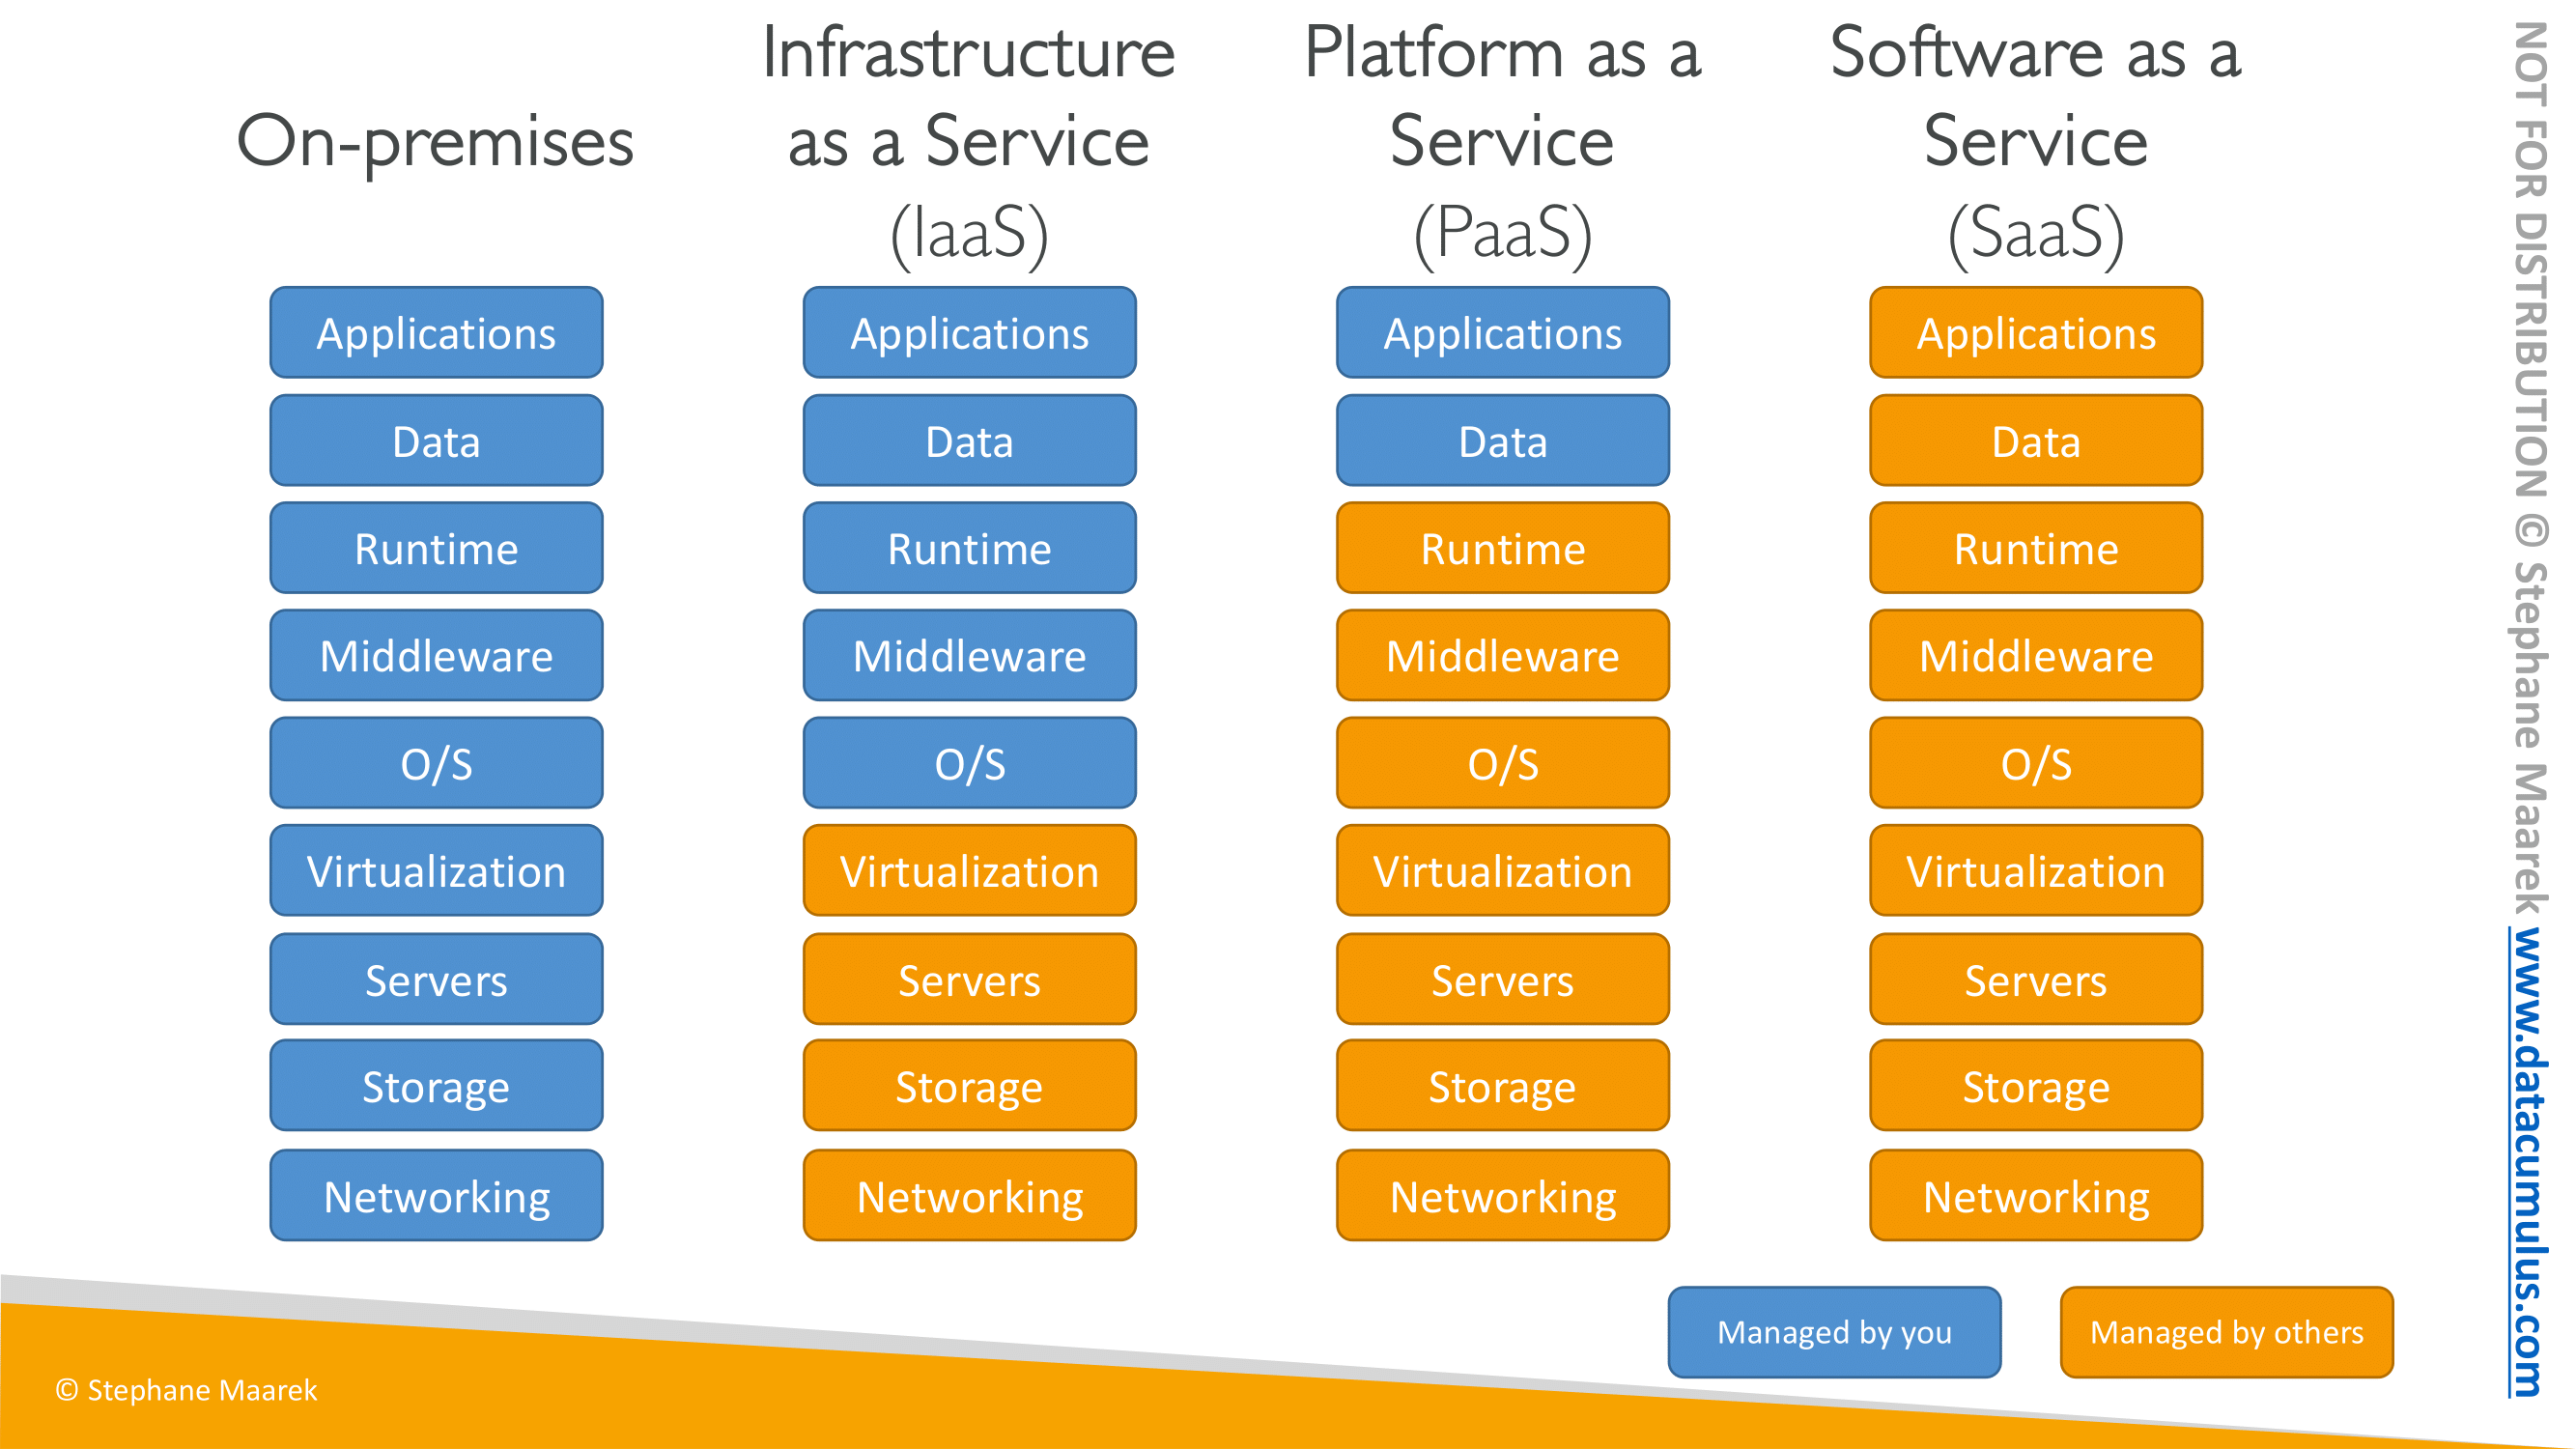 On-premises
Infrastructure
as a Service
(IaaS)
Platform as a
Service
(PaaS)
Software as a
Service
(SaaS)
Applications
Data
Runtime
Middleware
O/S
Virtualization
Servers
Storage
Networking
Applications
Data
Runtime
Middleware
O/S
Virtualization
Servers
Storage
Networking
Applications
Data
Runtime
Middleware
O/S
Virtualization
Servers
Storage
Networking
Applications
Data
Runtime
Middleware
O/S
Virtualization
Servers
Storage
Networking
Managed by you
Managed by others
© Stephane Maarek
NOT FOR DISTRIBUTION © Stephane Maarek www.datacumulus.com